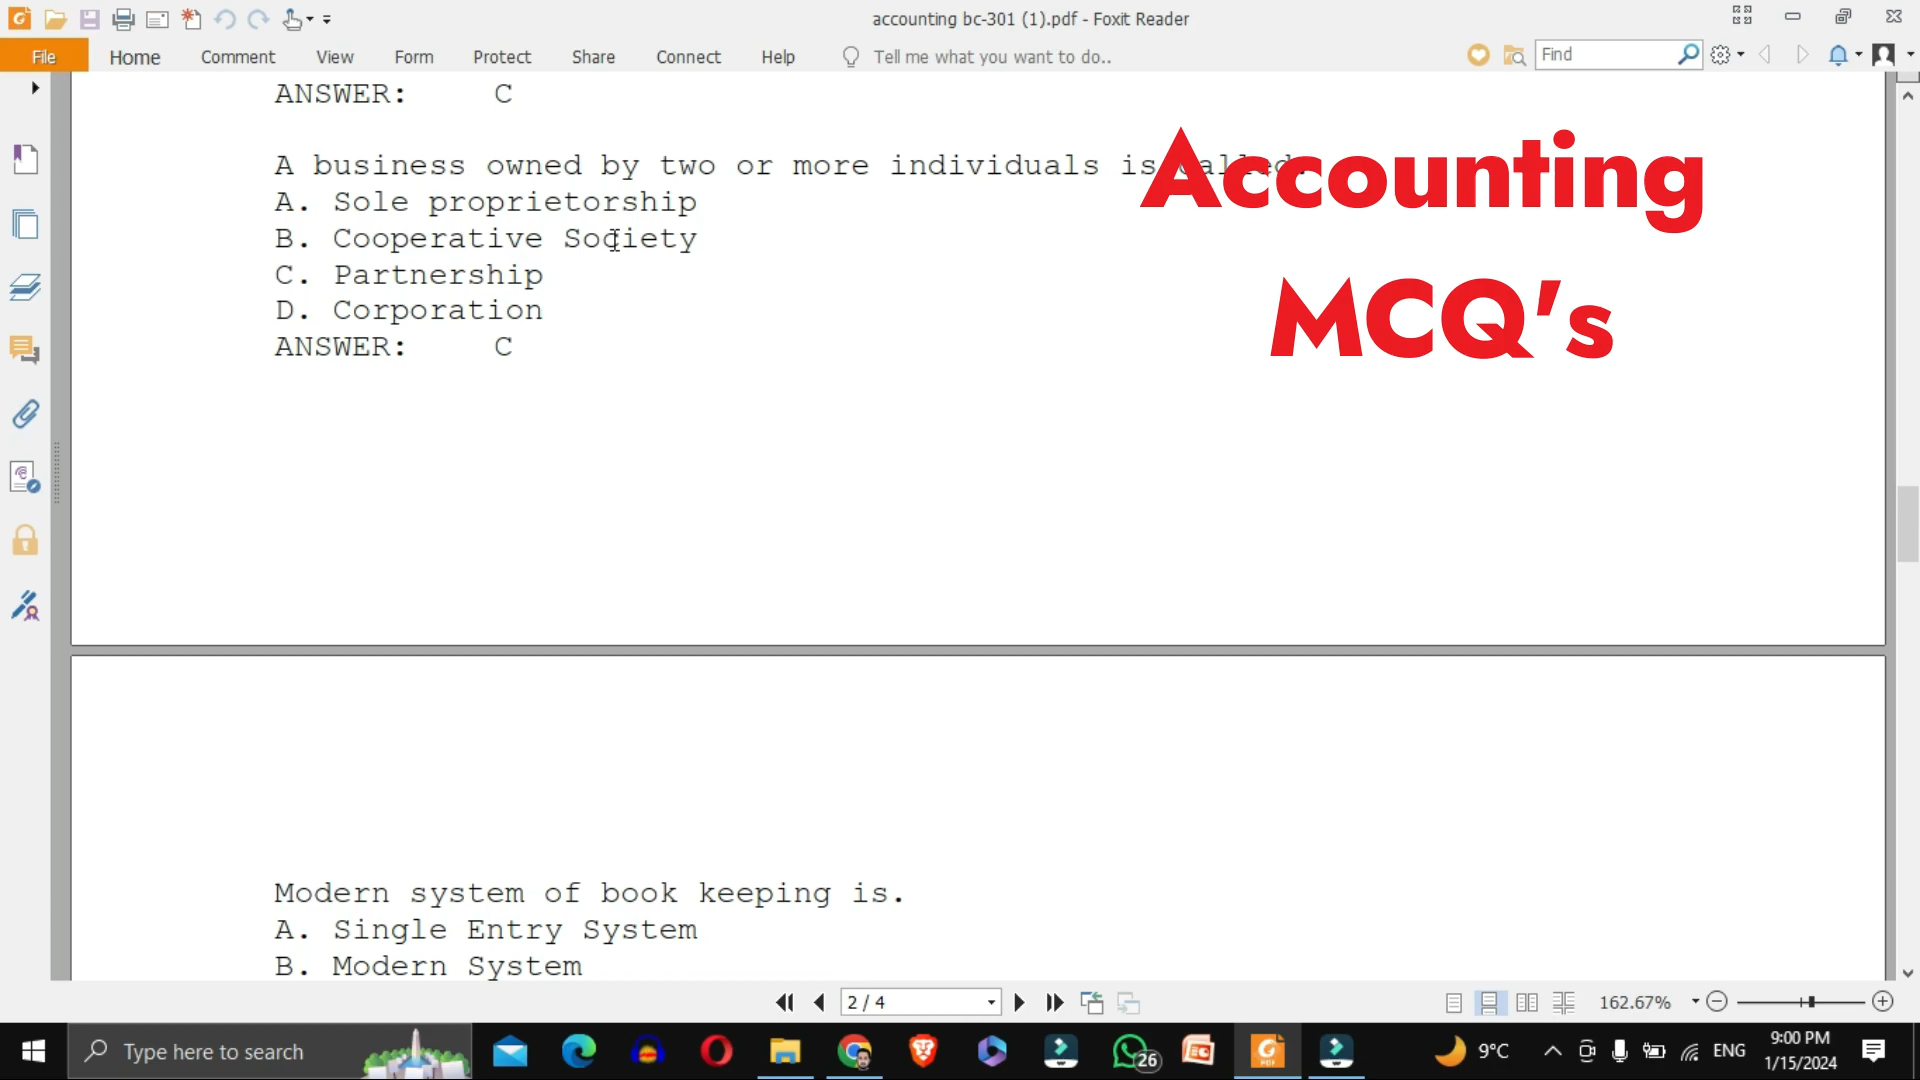 accounting bc-301 (1).pdf - Foxit Reader
File Home Comment View Form Protect Share Connect Help Tell me what you want to do.. Find
ANSWER: C
A business owned by two or more individuals is called.
A. Sole proprietorship
B. Cooperative Society
C. Partnership
D. Corporation
ANSWER: C
Accounting
MCQ's
Modern system of book keeping is.
A. Single Entry System
B. Modern System
2 / 4
162.67%
Type here to search
26
9°C
ENG
9:00 PM
1/15/2024